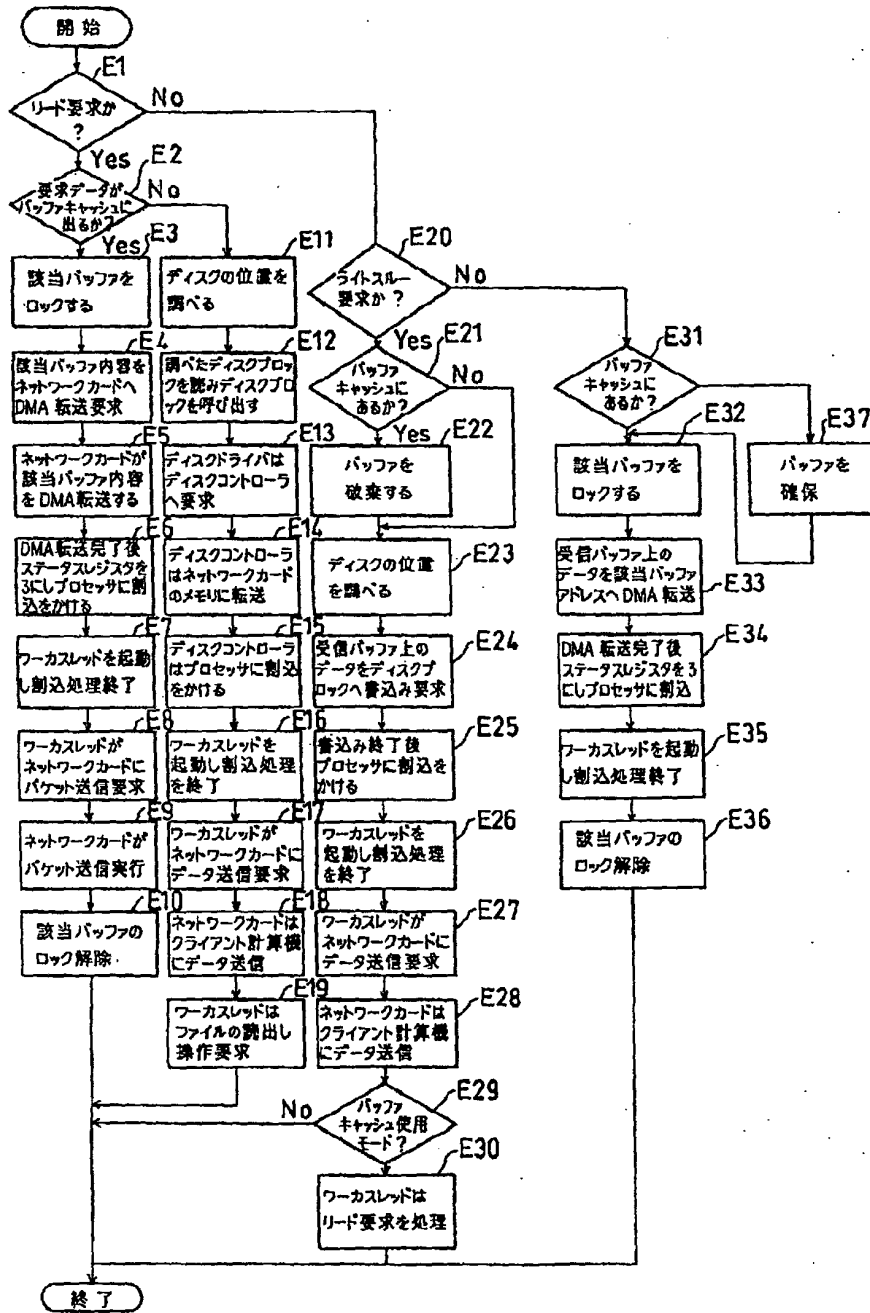 開始
E1
リード要求か
?
No
Yes
E2
要求データが
バッファキャッシュに
出るか?
No
Yes
E3
該当バッファを
ロックする
E4
該当バッファ内容を
ネットワークカードへ
DMA転送要求
E5
ネットワークカードが
該当バッファ内容
をDMA転送する
E6
DMA転送完了後
ステータスレジスタを
3にしプロセッサに割
込をかける
E7
ワーカスレッドを起動
し割込処理終了
E8
ワーカスレッドが
ネットワークカードに
パケット送信要求
E9
ネットワークカードが
パケット送信実行
E10
該当バッファの
ロック解除
E11
ディスクの位置を
調べる
E12
調べたディスクブロック
を読みディスクブロ
ックを呼び出す
E13
ディスクドライバは
ディスクコントローラ
へ要求
E14
ディスクコントローラ
はネットワークカード
のメモリに転送
E15
ディスクコントローラ
はプロセッサに割込
をかける
E16
ワーカスレッドを
起動し割込処理
を終了
E17
ワーカスレッドが
ネットワークカードに
データ送信要求
E18
ネットワークカードは
クライアント計算機
にデータ送信
E19
ワーカスレッドは
ファイルの読出し
操作要求
E20
ライトスルー
要求か?
No
Yes
E21
バッファ
キャッシュに
あるか?
No
Yes
E22
バッファを
破棄する
E23
ディスクの位置
を調べる
E24
受信バッファ上の
データをディスクブ
ロックへ書込み要求
E25
書込み終了後
プロセッサに割込を
かける
E26
ワーカスレッドを
起動し割込処理
を終了
E27
ワーカスレッドが
ネットワークカードに
データ送信要求
E28
ネットワークカードは
クライアント計算機
にデータ送信
E29
バッファ
キャッシュ使用
モード?
No
E30
ワーカスレッドは
リード要求を処理
E31
バッファ
キャッシュに
あるか?
E32
該当バッファを
ロックする
E33
受信バッファ上の
データを該当バッファ
アドレスへDMA転送
E34
DMA転送完了後
ステータスレジスタを3
にしプロセッサに割込
E35
ワーカスレッドを起動
し割込処理終了
E36
該当バッファの
ロック解除
E37
バッファを
確保
終了